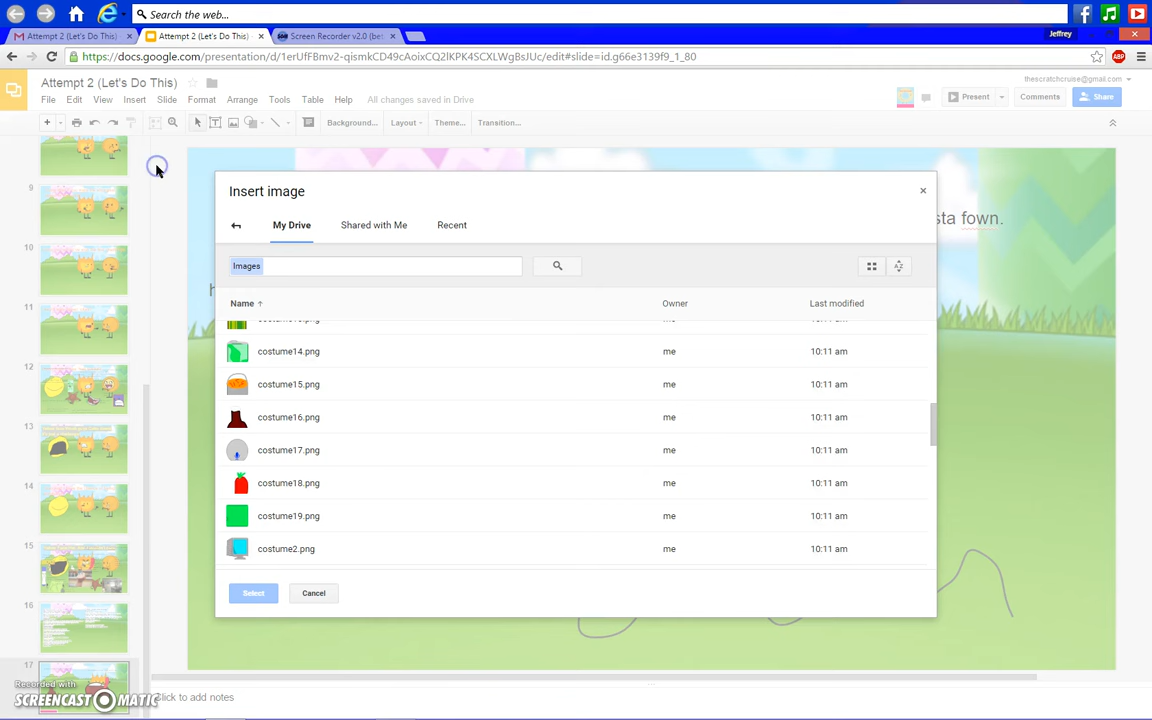 Search the web...
Attempt 2 (Let's Do This)
Attempt 2 (Let's Do This)
Screen Recorder v2.0 (be
Jeffrey
https://docs.google.com/presentation/d/1erUfFBmv2-qismkCD49cAoixCQ2lKPK4SCXLWgBsJUc/edit#slide=id.g66e3139f9_1_80
ABP
Attempt 2 (Let's Do This)
thescratchcruise@gmail.com
File Edit View Insert Slide Format Arrange Tools Table Help All changes saved in Drive
Present
Comments
Share
Background...
Layout
Theme...
Transition...
Insert image
My Drive
Shared with Me
Recent
sta fown.
Images
AZ
Name
Owner
Last modified
costume14.png me 10:11 am
costume15.png me 10:11 am
costume16.png me 10:11 am
costume17.png me 10:11 am
costume18.png me 10:11 am
costume19.png me 10:11 am
costume2.png me 10:11 am
Select
Cancel
9
10
11
12
13
14
15
16
17
Recorded with
SCREENCAST MATIC
Click to add notes